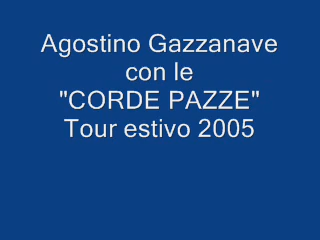 Agostino Gazzanave
con le
"CORDE PAZZE"
Tour estivo 2005